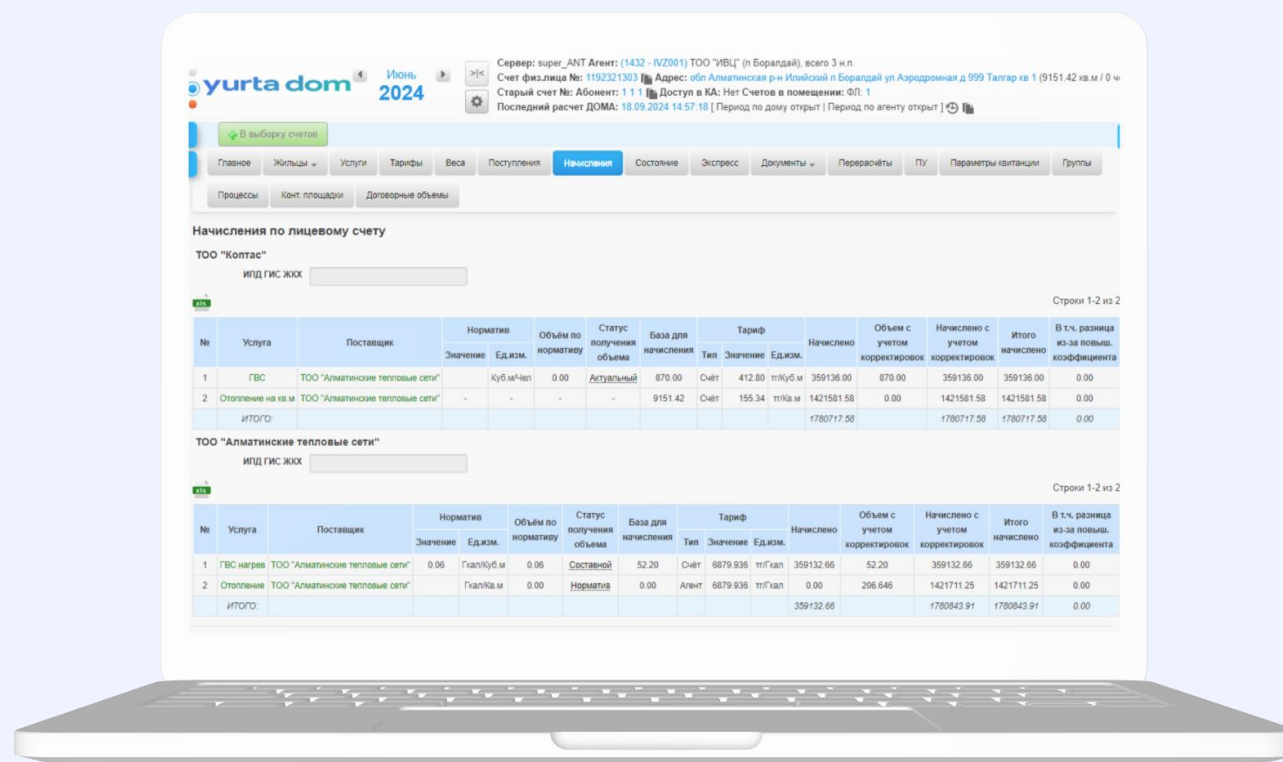 yurta dom
Июнь
2024
>|<
Сервер: super_ANT Агент: (1432 - IVZ001) ТОО "ИВЦ" (п Боралдай), всего 3 н.п.
Счет физ.лица №: 1192321303 Адрес: обл Алматинская р-н Илийский п Боралдай ул Аэродромная д 999 Талгар кв 1 (9151.42 кв.м / 0 ч
Старый счет №: Абонент: 1 1 1 Доступ в КА: Нет Счетов в помещении: ФЛ: 1
Последний расчет ДОМА: 18.09.2024 14:57:18 [ Период по дому открыт | Период по агенту открыт ]
В выборку счетов
Главное Жильцы Услуги Тарифы Веса Поступления Начисления Состояние Экспресс Документы Перерасчёты ПУ Параметры квитанции Группы
Процессы Конт. площадки Договорные объемы
Начисления по лицевому счету
ТОО "Коптас"
ИПД ГИС ЖКХ
xls
Строки 1-2 из 2
№ Услуга Поставщик Норматив Значение Ед.изм. Объём по нормативу Статус получения объема База для начисления Тариф Тип Значение Ед.изм. Начислено Объем с учетом корректировок Начислено с учетом корректировок Итого начислено В т.ч. разница из-за повыш. коэффициента
1 ГВС ТОО "Алматинские тепловые сети" Куб.м/Чел 0.00 Актуальный 870.00 Счёт 412.80 тг/Куб.м 359136.00 870.00 359136.00 359136.00 0.00
2 Отопление на кв.м ТОО "Алматинские тепловые сети" - - - - 9151.42 Счёт 155.34 тг/Кв.м 1421581.58 0.00 1421581.58 1421581.58 0.00
ИТОГО: 1780717.58 1780717.58 1780717.58 0.00
ТОО "Алматинские тепловые сети"
ИПД ГИС ЖКХ
xls
Строки 1-2 из 2
№ Услуга Поставщик Норматив Значение Ед.изм. Объём по нормативу Статус получения объема База для начисления Тариф Тип Значение Ед.изм. Начислено Объем с учетом корректировок Начислено с учетом корректировок Итого начислено В т.ч. разница из-за повыш. коэффициента
1 ГВС нагрев ТОО "Алматинские тепловые сети" 0.06 Гкал/Куб.м 0.06 Составной 52.20 Счёт 6879.936 тг/Гкал 359132.66 52.20 359132.66 359132.66 0.00
2 Отопление ТОО "Алматинские тепловые сети" Гкал/Кв.м 0.00 Норматив 0.00 Агент 6879.936 тг/Гкал 0.00 206.646 1421711.25 1421711.25 0.00
ИТОГО: 359132.66 1780843.91 1780843.91 0.00